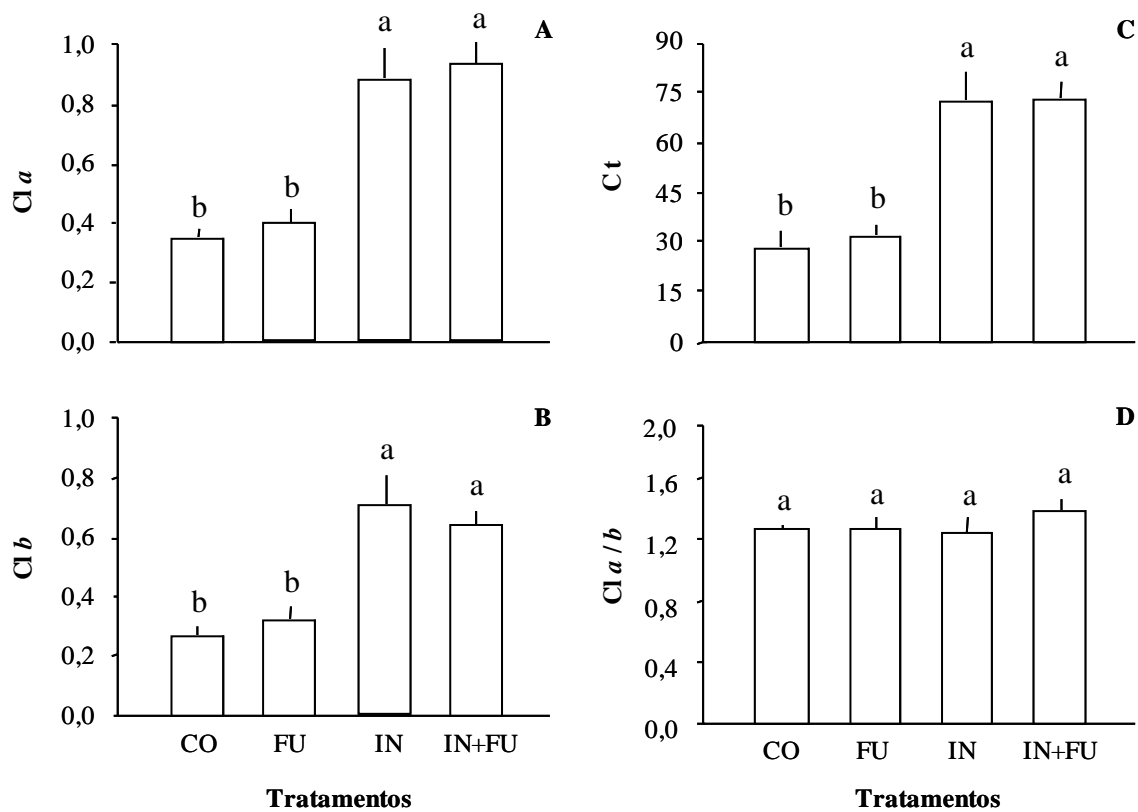 A
a a
1,0
0,8
0,6
0,4
0,2
0,0
b b
Cl a
C
a a
90
75
60
45
30
15
0
b b
C t
B
1,0
0,8
0,6
0,4
0,2
0,0
b b a a
Cl b
CO FU IN IN+FU
Tratamentos
D
2,0
1,6
1,2
0,8
0,4
0,0
a a a a
Cl a / b
CO FU IN IN+FU
Tratamentos